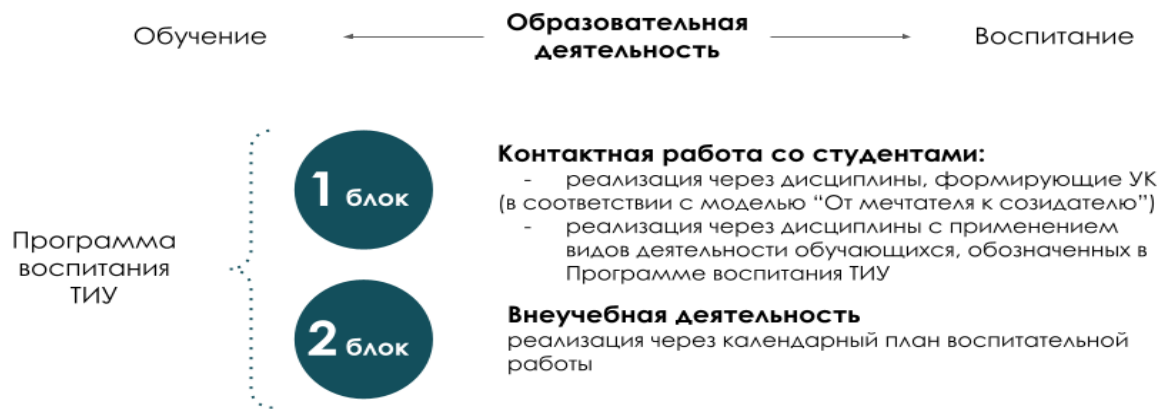 Обучение
Образовательная
деятельность
Воспитание
Программа
воспитания
ТИУ
1 блок
Контактная работа со студентами:
- реализация через дисциплины, формирующие УК
(в соответствии с моделью “От мечтателя к созидателю”)
- реализация через дисциплины с применением
видов деятельности обучающихся, обозначенных в
Программе воспитания ТИУ
2 блок
Внеучебная деятельность
реализация через календарный план воспитательной
работы